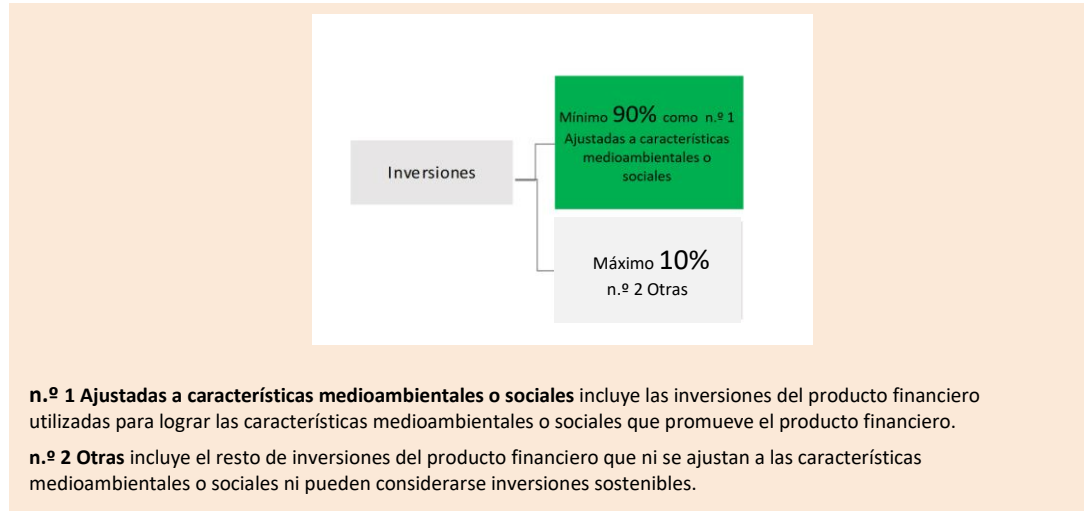 Mínimo 90% como n.º 1
Ajustadas a características
medioambientales o
sociales
Inversiones
Máximo 10%
n.º 2 Otras
n.º 1 Ajustadas a características medioambientales o sociales incluye las inversiones del producto financiero
utilizadas para lograr las características medioambientales o sociales que promueve el producto financiero.
n.º 2 Otras incluye el resto de inversiones del producto financiero que ni se ajustan a las características
medioambientales o sociales ni pueden considerarse inversiones sostenibles.